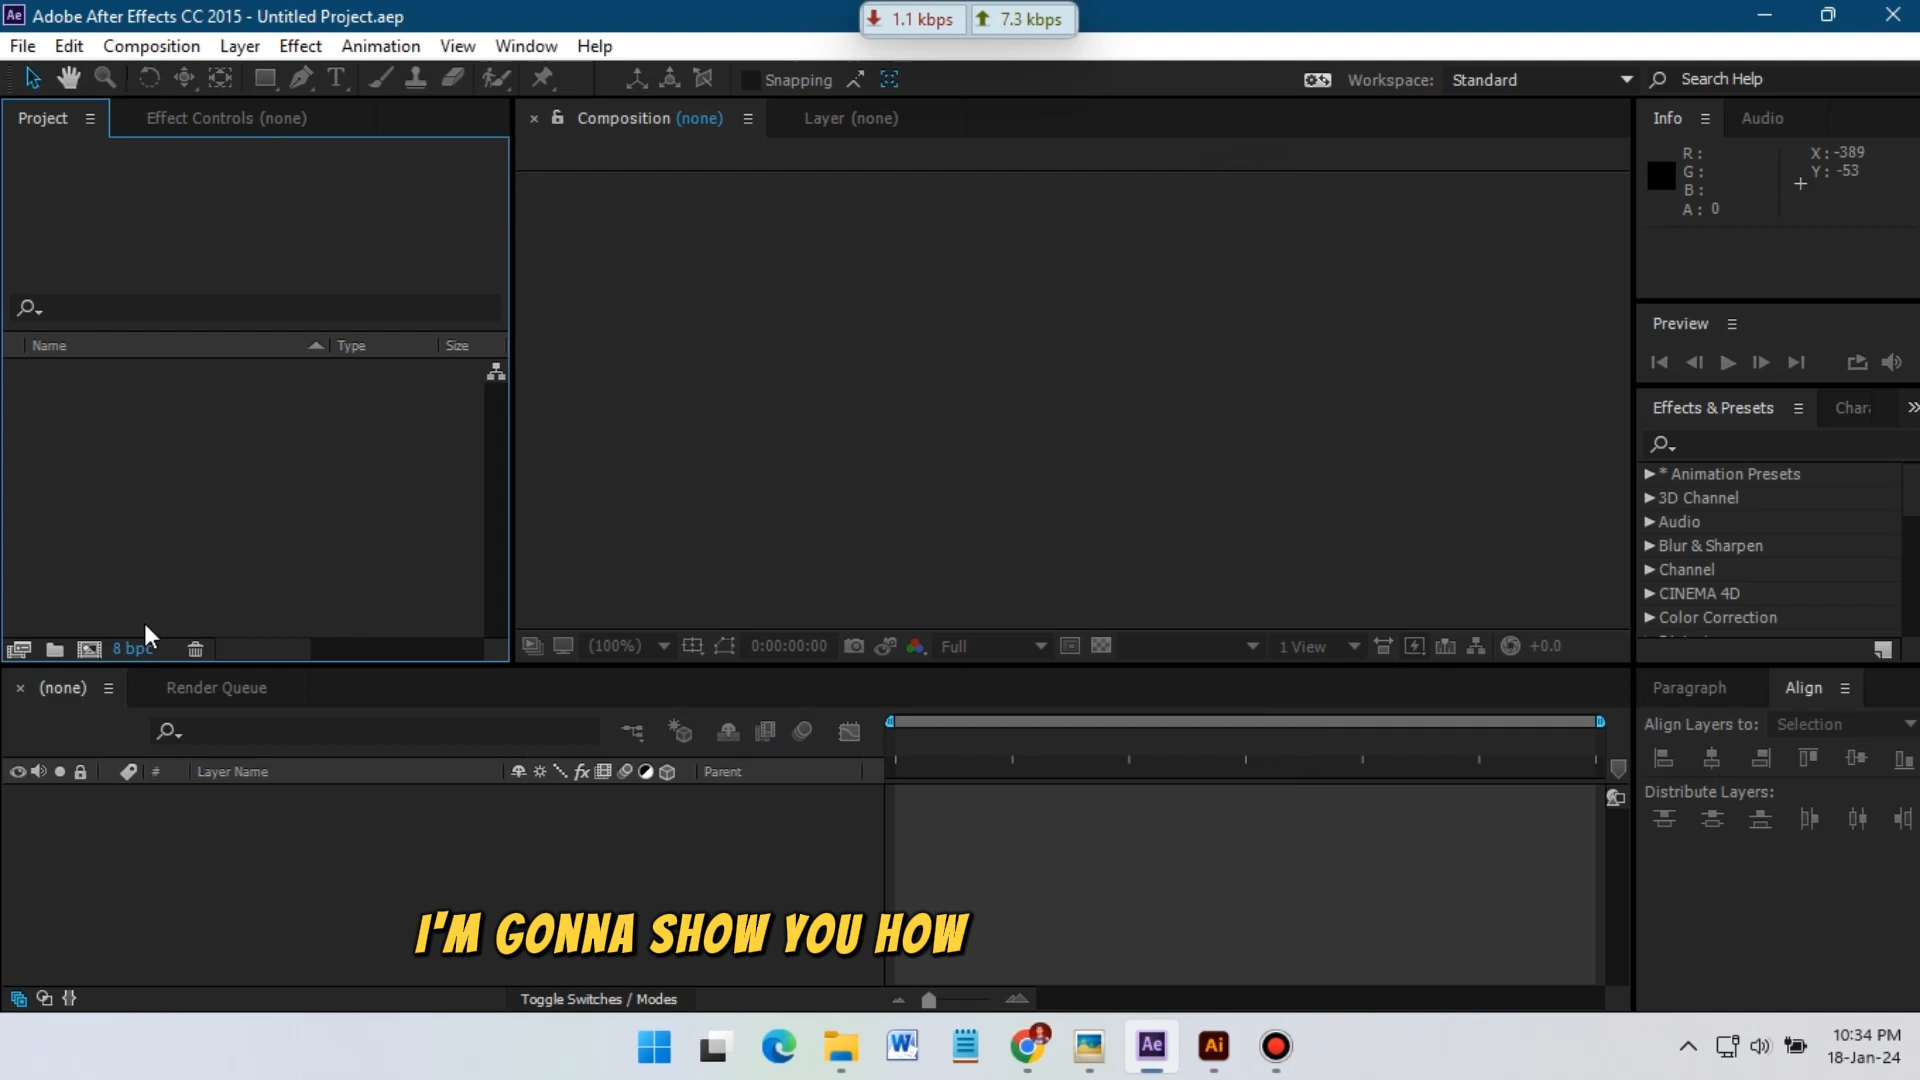 Ae Adobe After Effects CC 2015 - Untitled Project.aep
1.1 kbps 7.3 kbps
File Edit Composition Layer Effect Animation View Window Help
Snapping Workspace: Standard Search Help
Project Effect Controls (none) Composition (none) Layer (none) Info Audio
R: X: -389
G: Y: -53
B:
A: 0
Preview
Name Type Size
Effects & Presets Chara
* Animation Presets
3D Channel
Audio
Blur & Sharpen
Channel
CINEMA 4D
Color Correction
8 bpc (100%) 0:00:00:00 Full 1 View +0.0
(none) Render Queue Paragraph Align
Align Layers to: Selection
# Layer Name fx Parent
Distribute Layers:
I'M GONNA SHOW YOU HOW
Toggle Switches / Modes
W Ae Ai
10:34 PM
18-Jan-24